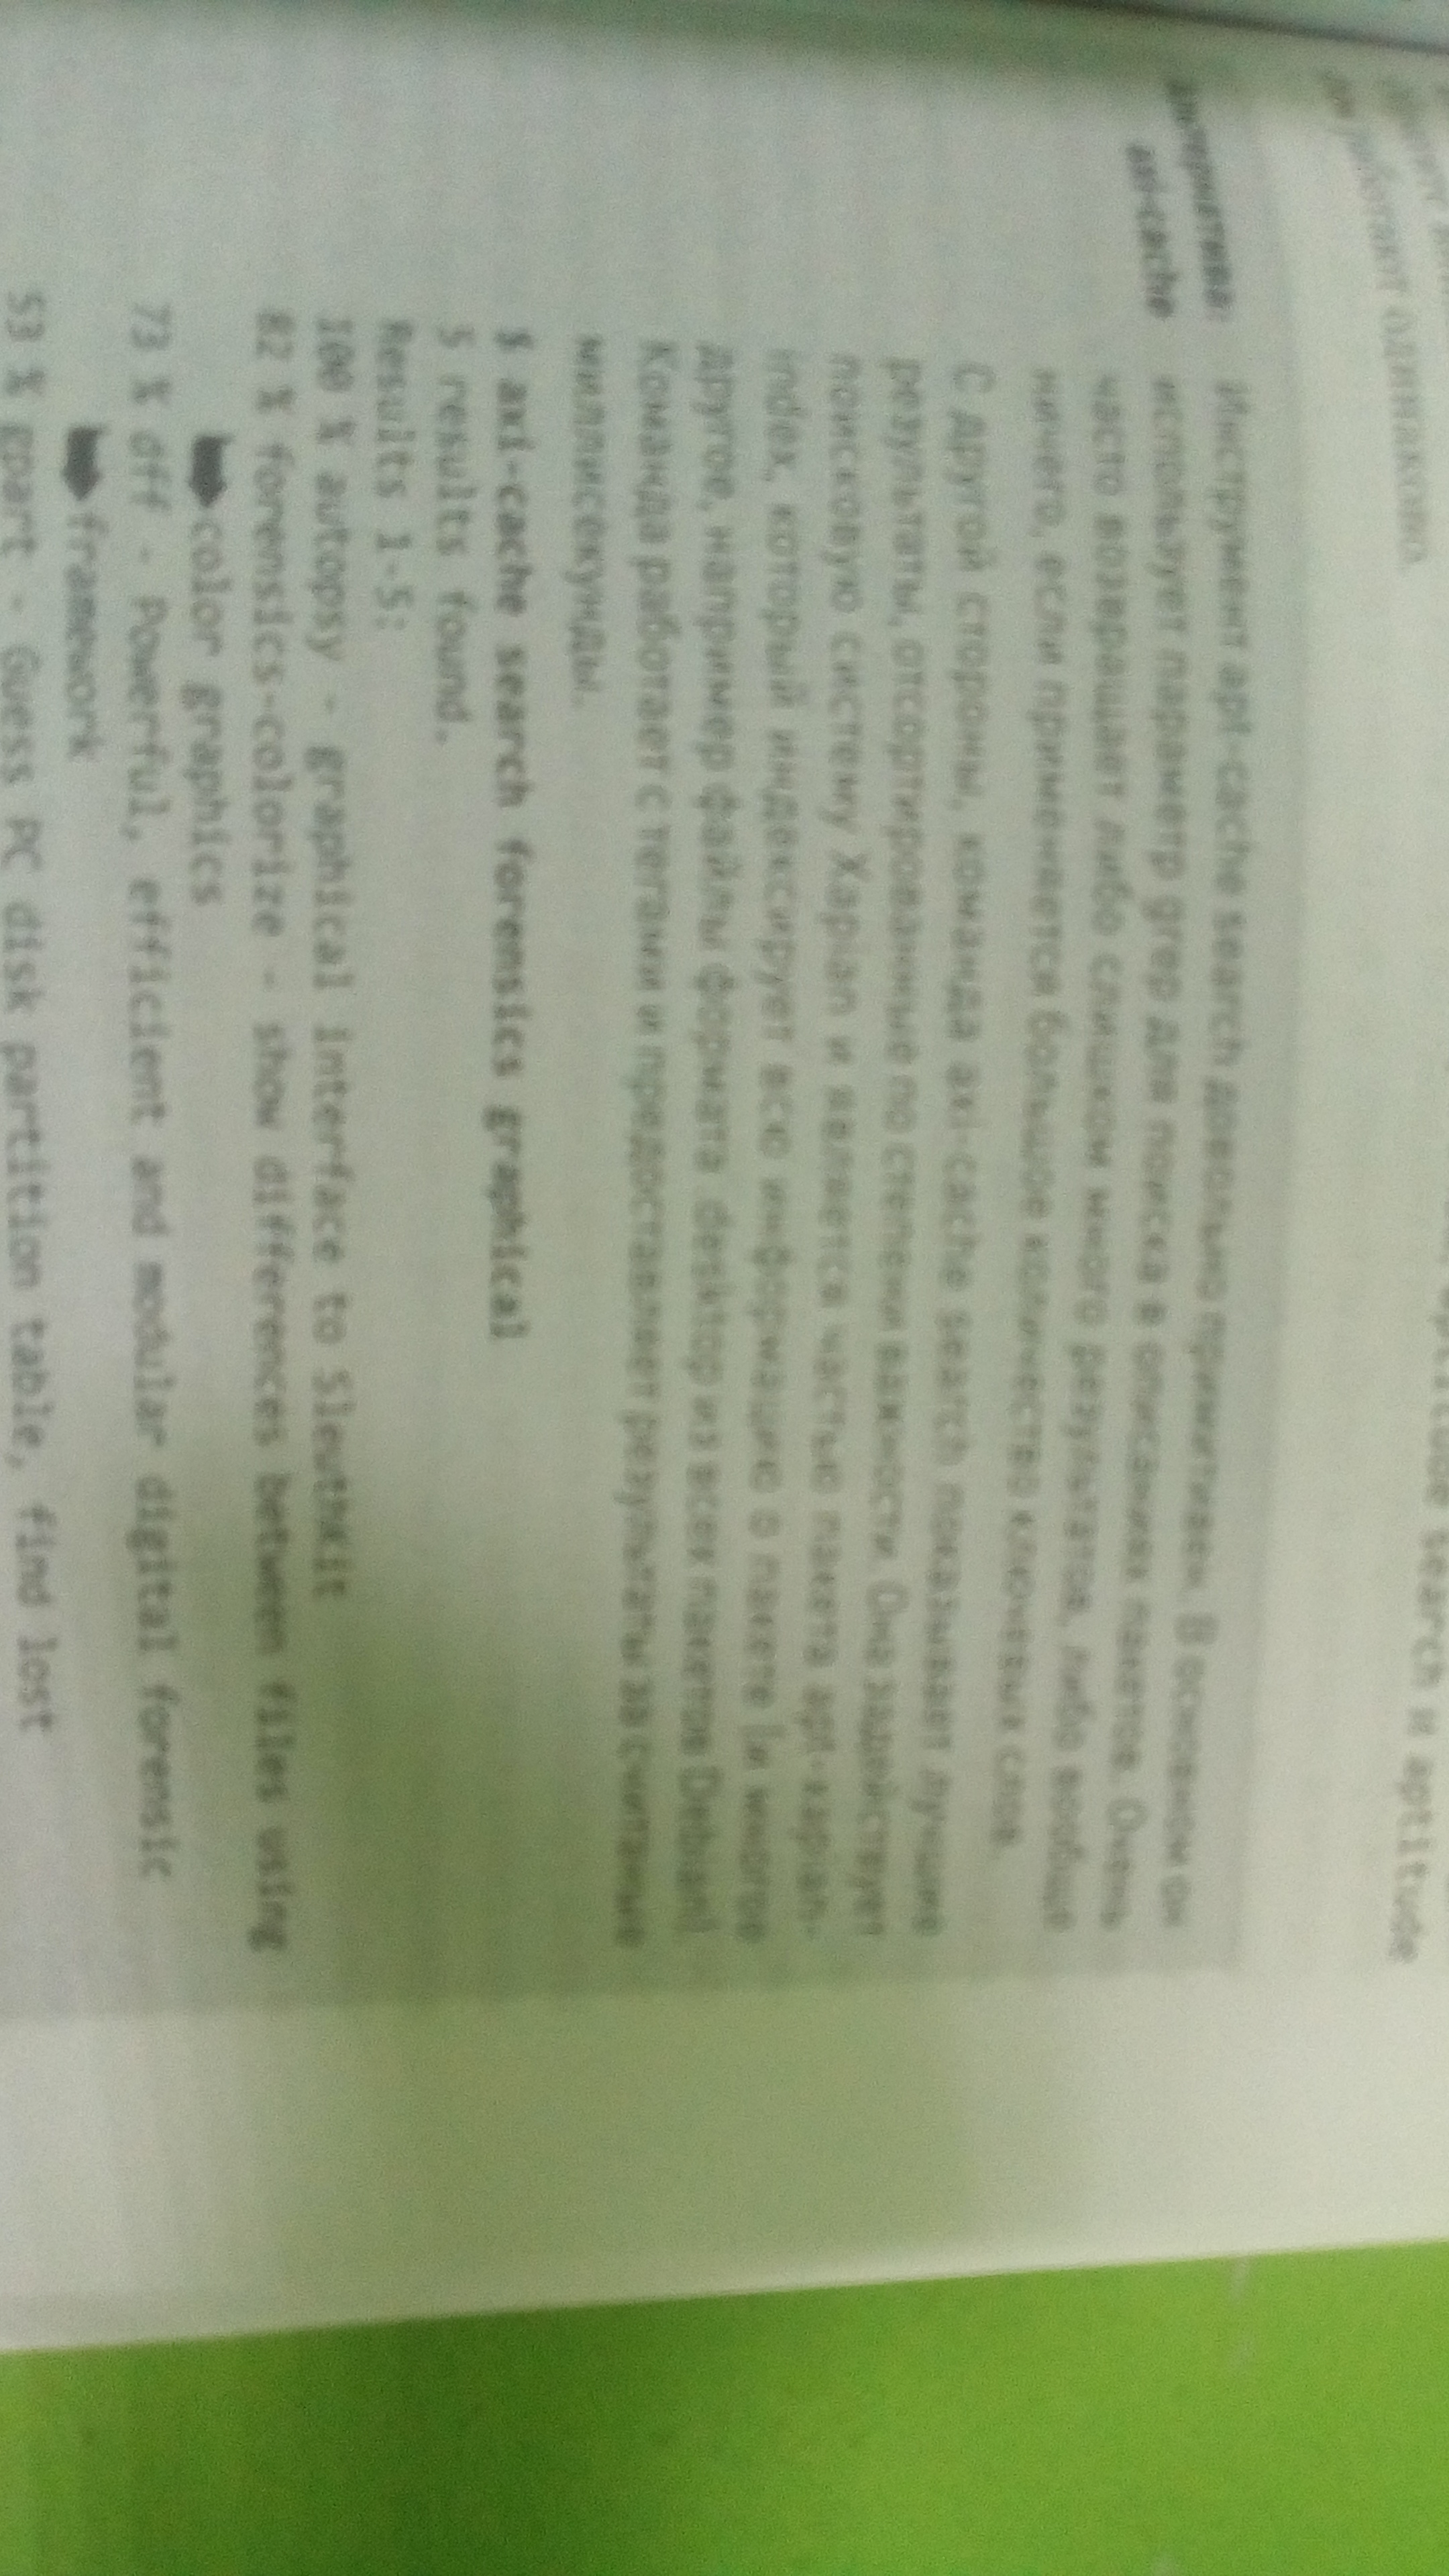 aptitude search и aptitude
работают одинаково.
Альтернатива:
axi-cache
Инструмент apt-cache search довольно примитивен. В основном он
использует параметр grep для поиска в описаниях пакетов. Очень
часто возвращает либо слишком много результатов, либо вообще
ничего, если применяется большое количество ключевых слов.
С другой стороны, команда axi-cache search показывает лучшие
результаты, отсортированные по степени важности. Она задействует
поисковую систему Xapian и является частью пакета apt-xapian-
index, который индексирует всю информацию о пакете (и многое
другое, например файлы формата .desktop из всех пакетов Debian).
Команда работает с тегами и предоставляет результаты за считаные
миллисекунды.
$ axi-cache search forensics graphical
5 results found.
Results 1-5:
100 % autopsy - graphical interface to SleuthKit
82 % forensics-colorize - show differences between files using
➥color graphics
73 % dff - Powerful, efficient and modular digital forensic
➥framework
53 % gpart - Guess PC disk partition table, find lost